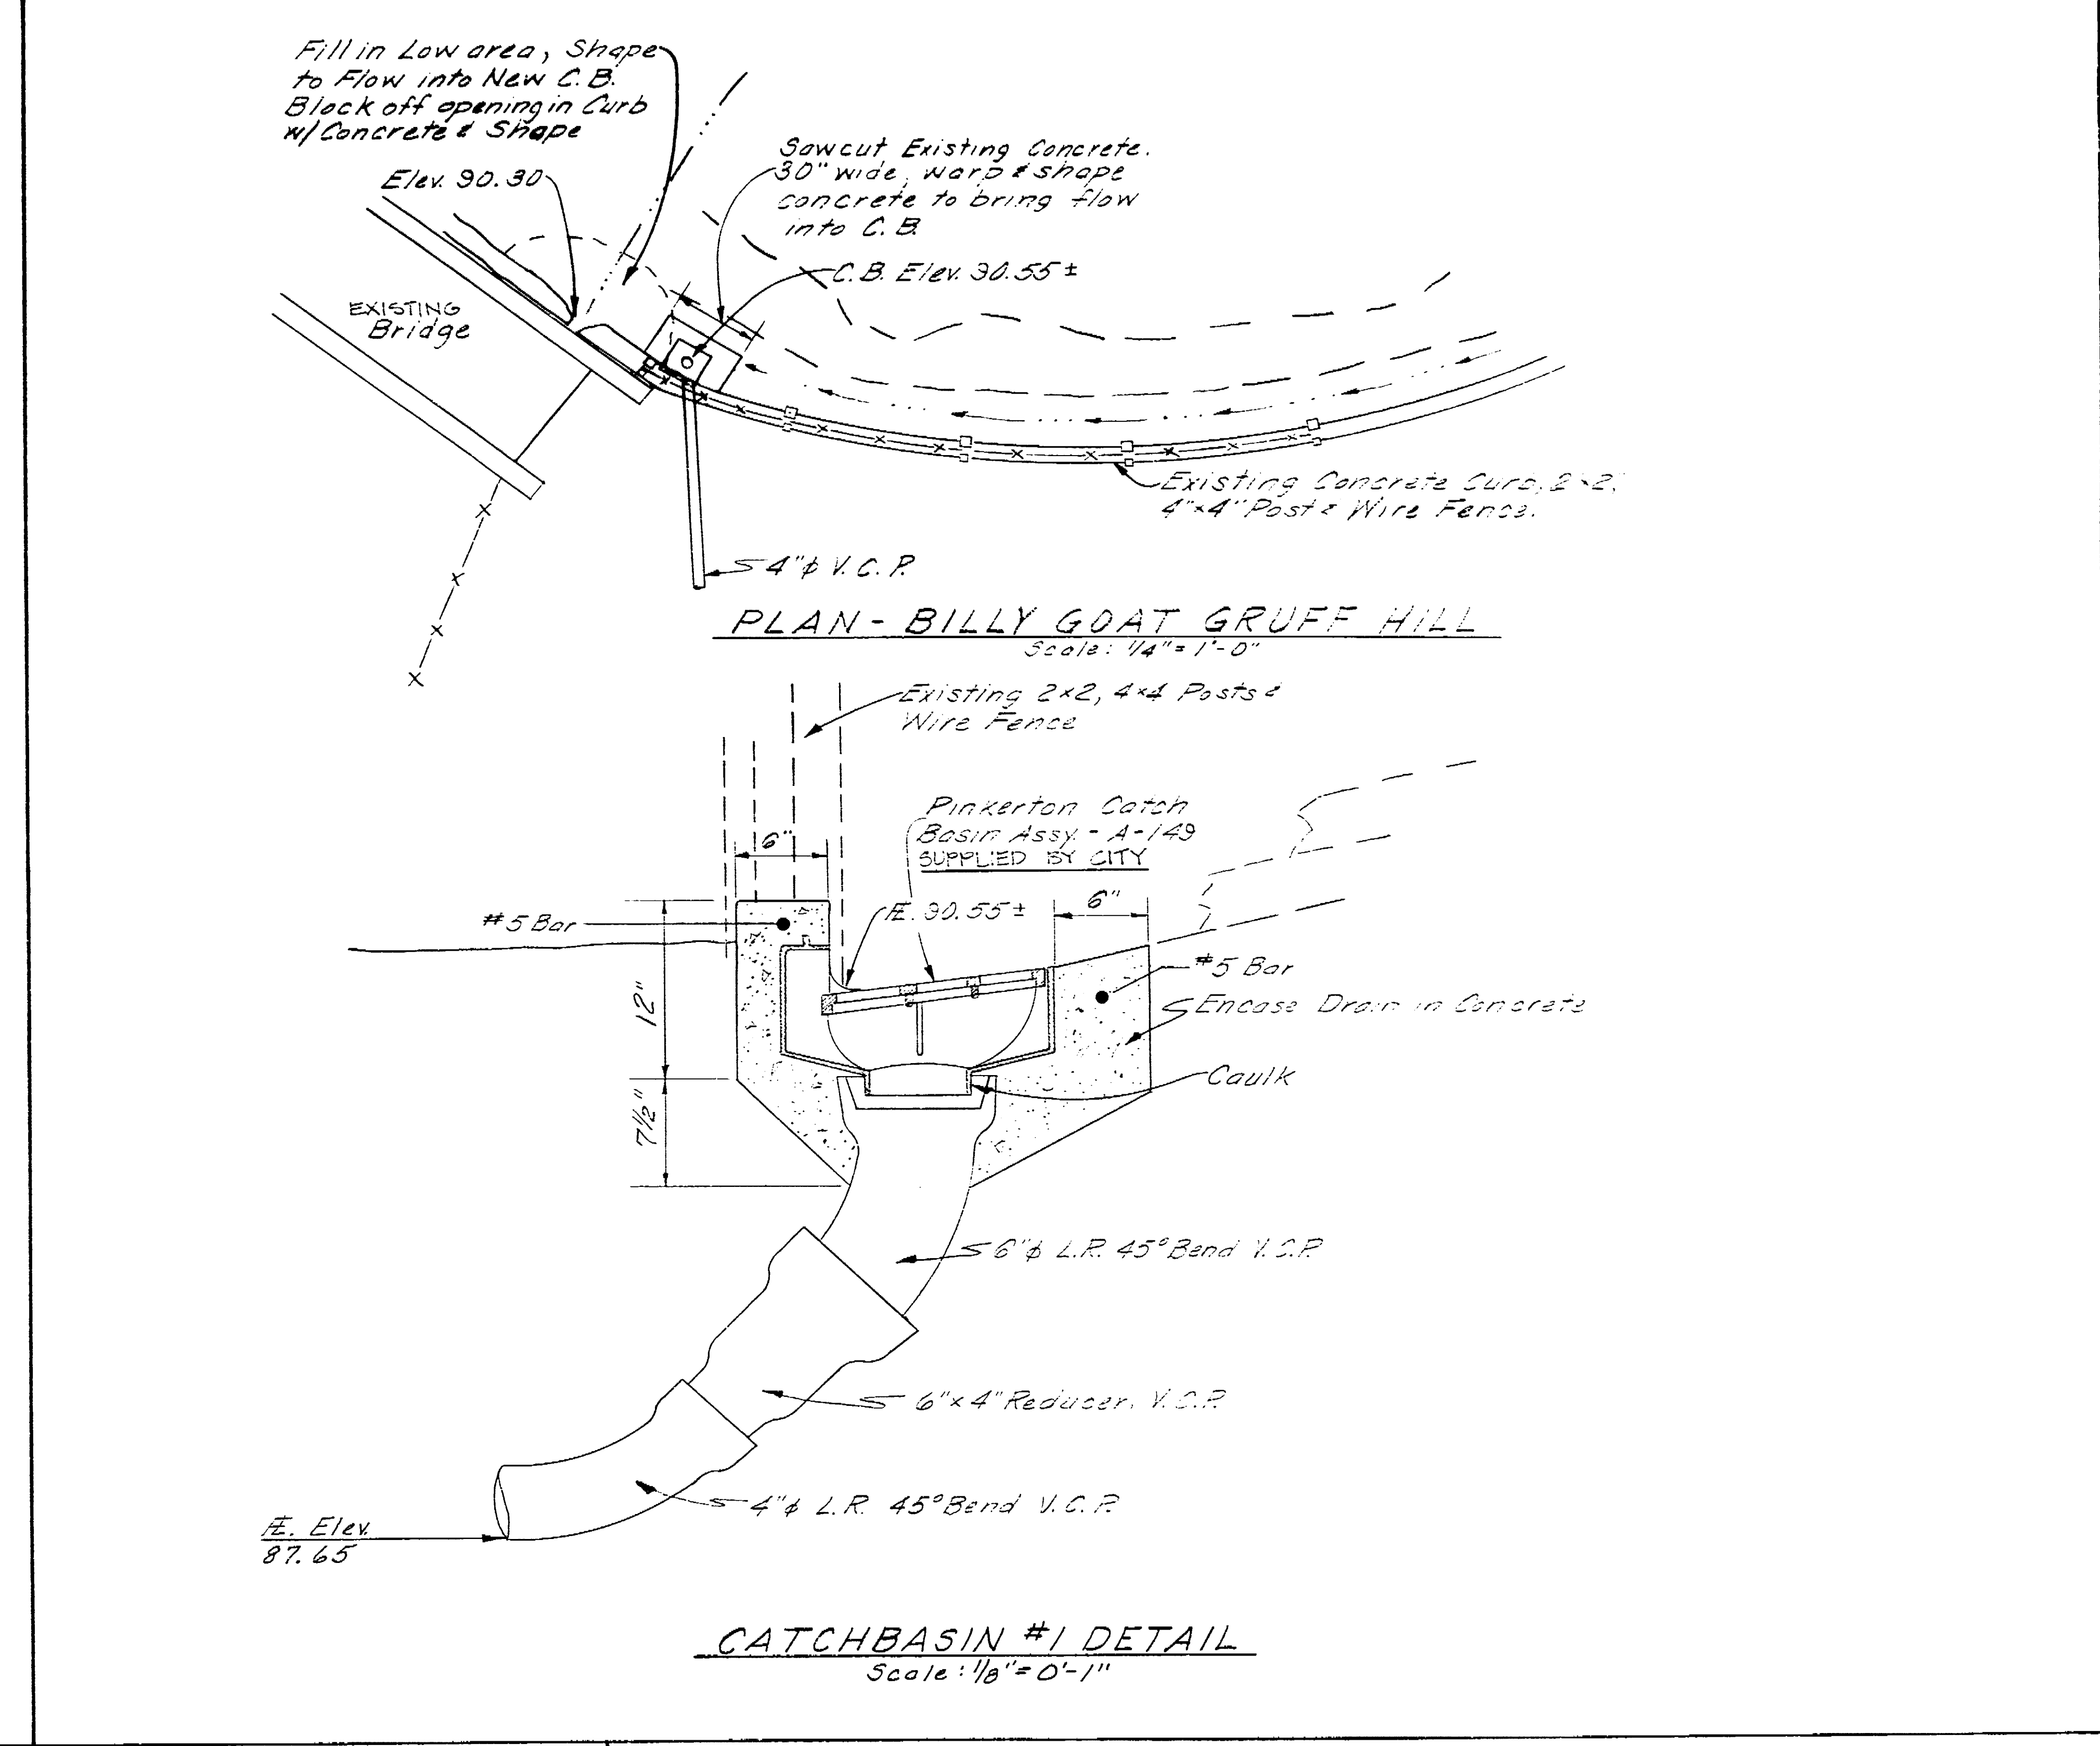 Fill in Low area, Shape
to Flow into New C.B.
Block off opening in Curb
w/ Concrete & Shape
Elev. 90.30
Sawcut Existing Concrete.
30" wide, warp & shape
concrete to bring flow
into C.B.
C.B. Elev. 90.55 ±
EXISTING
Bridge
Existing Concrete Curb, 2×2,
4"×4" Post & Wire Fence.
4"ϕ V.C.P.
PLAN - BILLY GOAT GRUFF HILL
Scale: 1/4" = 1'-0"
Existing 2×2, 4×4 Posts &
Wire Fence
Pinkerton Catch
Basin Assy. - A-149
SUPPLIED BY CITY
6"
6"
#5 Bar
Æ. 90.55 ±
#5 Bar
12"
Encase Drain in Concrete
Caulk
7½"
6"ϕ L.R. 45° Bend V.C.P.
6"×4" Reducer, V.C.P.
4"ϕ L.R. 45° Bend V.C.P.
Æ. Elev.
87.65
CATCHBASIN #1 DETAIL
Scale: 1/8" = 0'-1"